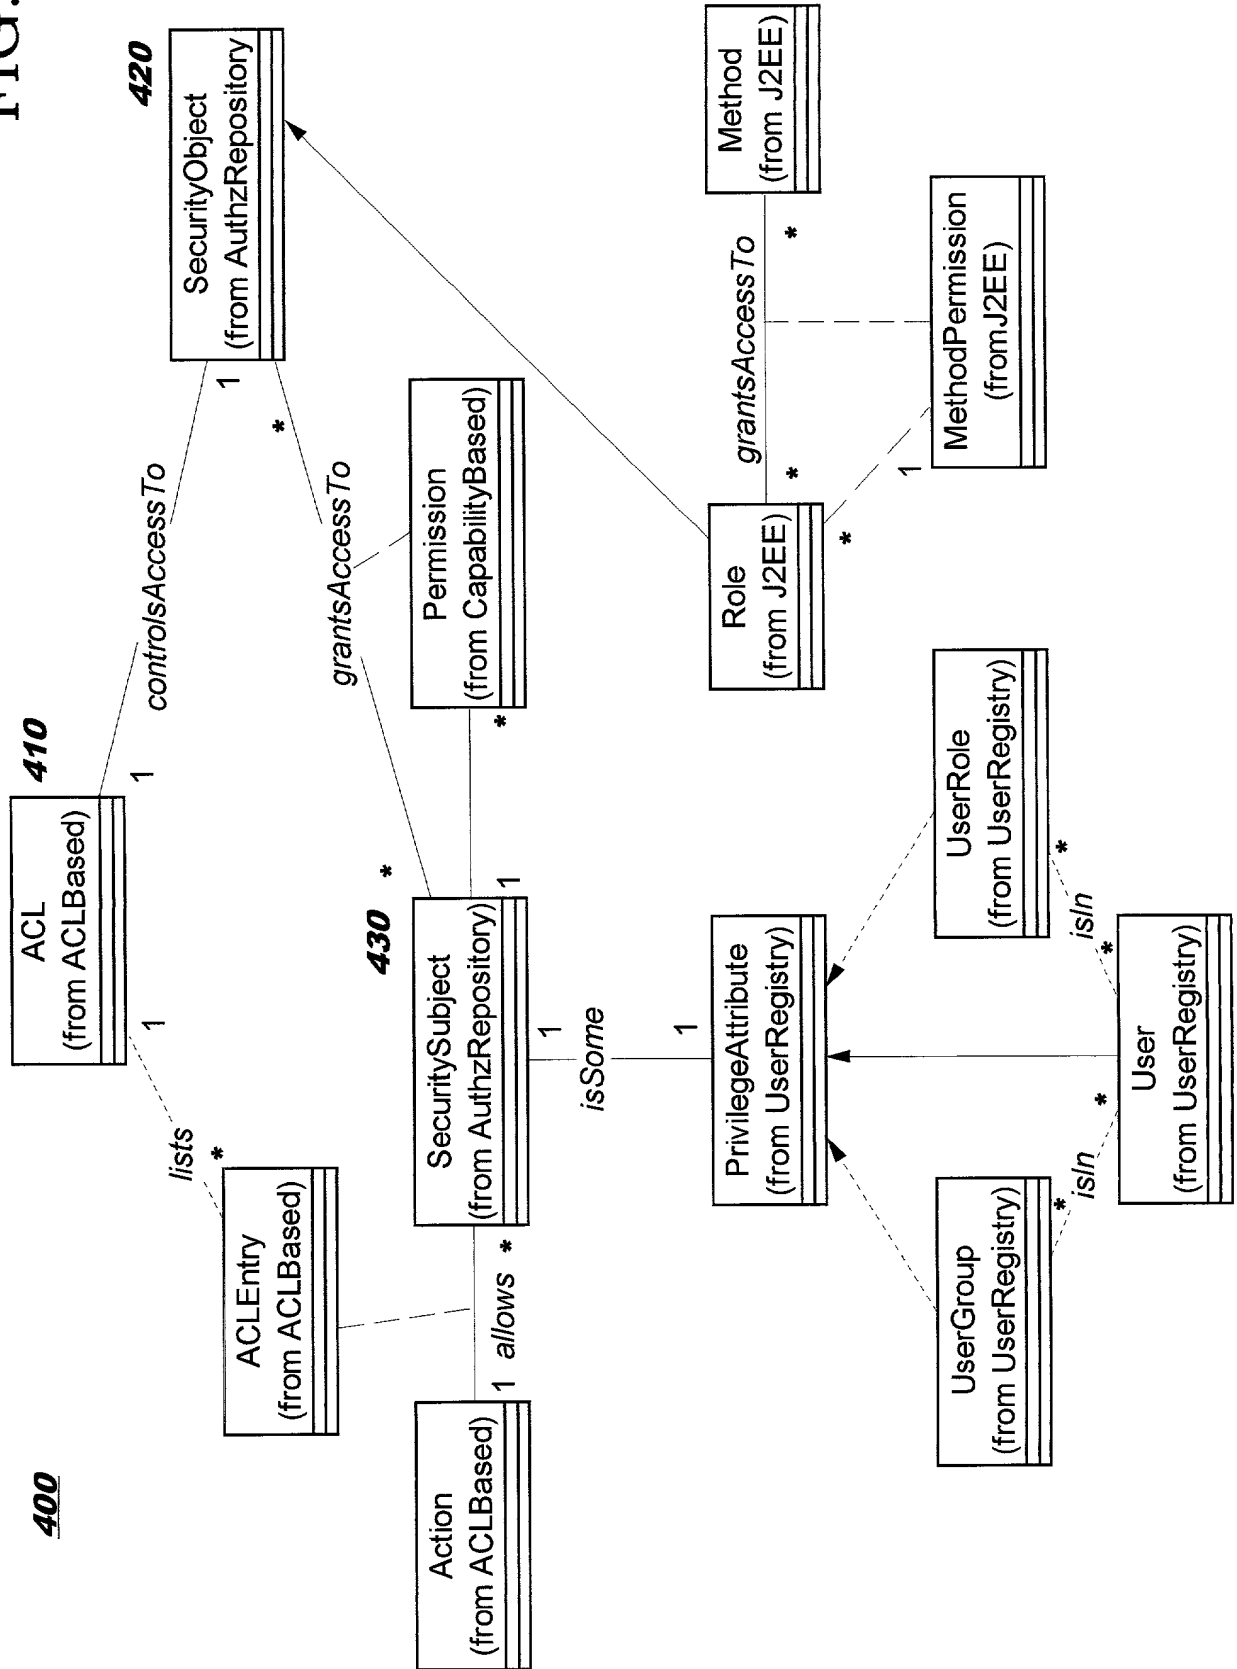 FIG.
400
410
ACL
(from ACLBased)
420
SecurityObject
(from AuthzRepository)
1
controlsAccessTo
1
1
lists
*
ACLEntry
(from ACLBased)
*
grantsAccessTo
*
430
SecuritySubject
(from AuthzRepository)
1
*
Permission
(from CapabilityBased)
Action
(from ACLBased)
1
allows
*
1
isSome
1
PrivilegeAttribute
(from UserRegistry)
Role
(from J2EE)
*
grantsAccessTo
*
Method
(from J2EE)
*
1
MethodPermission
(fromJ2EE)
UserGroup
(from UserRegistry)
UserRole
(from UserRegistry)
*
isIn
*
*
isIn
*
User
(from UserRegistry)